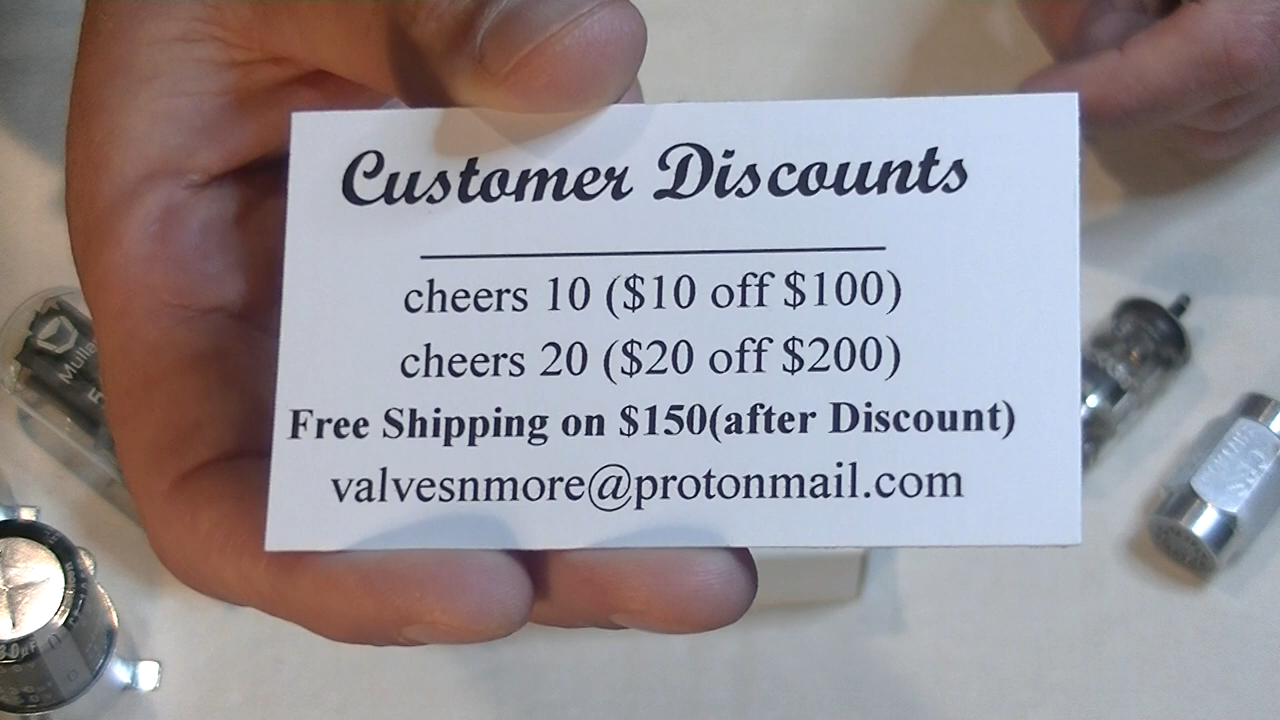 Customer Discounts
cheers 10 ($10 off $100)
cheers 20 ($20 off $200)
Free Shipping on $150(after Discount)
valvesnmore@protonmail.com